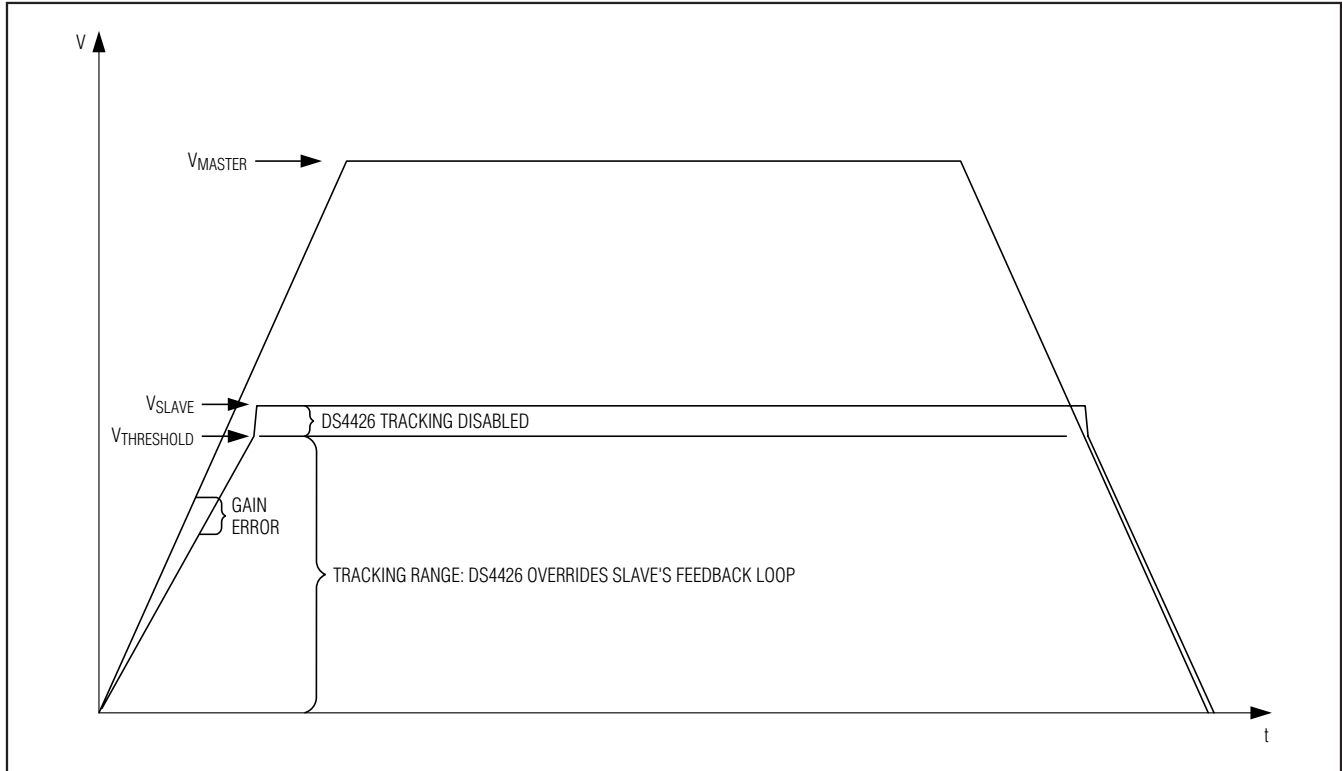 V
VMASTER
VSLAVE
DS4426 TRACKING DISABLED
VTHRESHOLD
GAIN
ERROR
TRACKING RANGE: DS4426 OVERRIDES SLAVE'S FEEDBACK LOOP
t